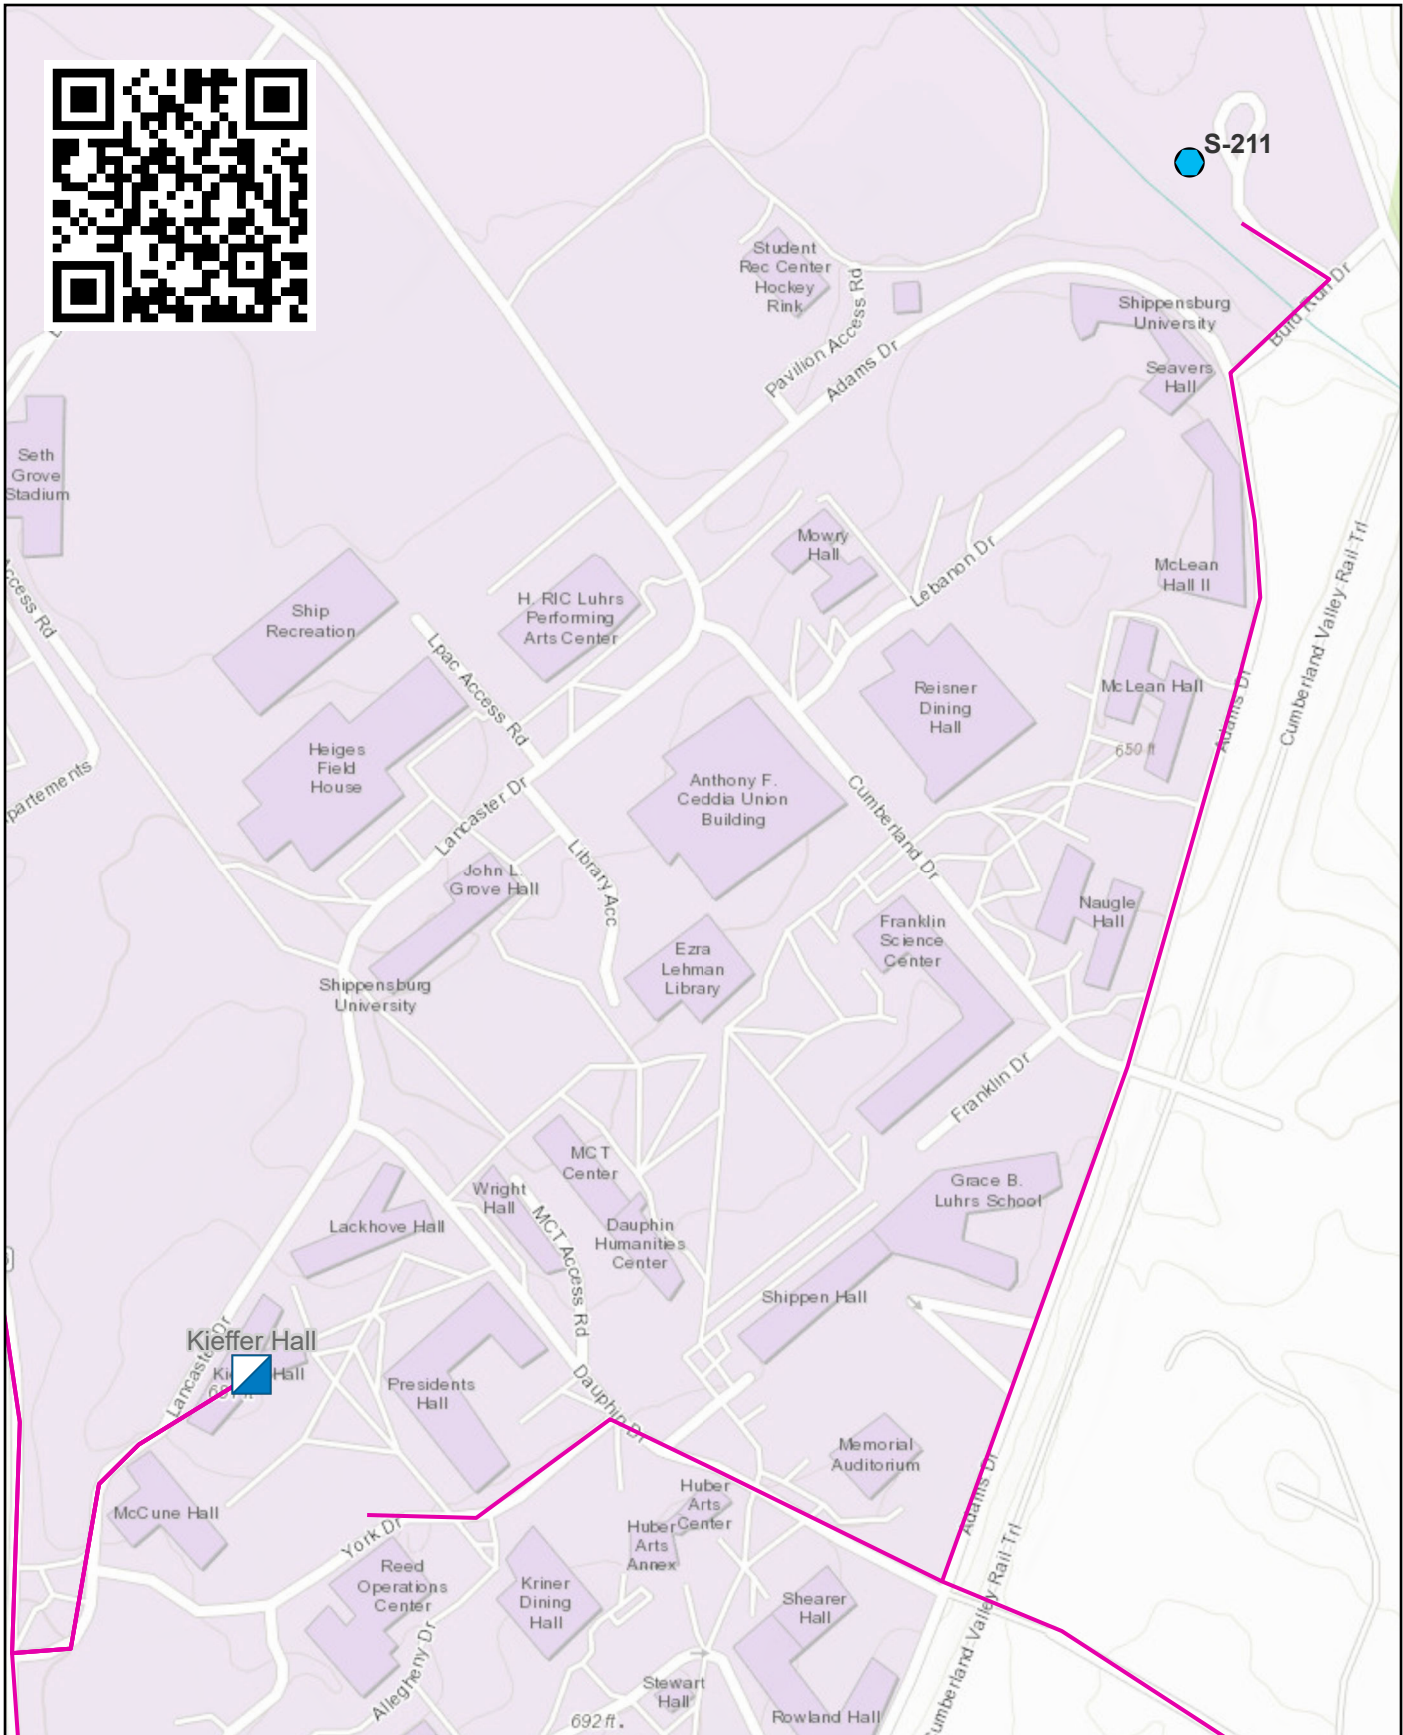 S-211
Student
Rec Center
Hockey
Rink
Pavilion Access Rd
Adams Dr
Shippensburg
University
Burd Run Dr
Seavers
Hall
Seth
Grove
Stadium
Mowry
Hall
Lebanon Dr
McLean
Hall II
Cumberland Valley Rail Trl
Access Rd
Ship
Recreation
H. RIC Luhrs
Performing
Arts Center
Lpac Access Rd
Reisner
Dining
Hall
McLean Hall
Adams Dr
650 ft
Heiges
Field
House
partements
Anthony F.
Ceddia Union
Building
Lancaster Dr
Cumberland Dr
Library Acc
John L.
Grove Hall
Naugle
Hall
Franklin
Science
Center
Ezra
Lehman
Library
Shippensburg
University
Franklin Dr
MCT
Center
Wright
Hall
Grace B.
Luhrs School
Lackhove Hall
MCT Access Rd
Dauphin
Humanities
Center
Shippen Hall
Kieffer Hall
Lancaster Dr
Hall
Presidents
Hall
Dauphin Dr
Memorial
Auditorium
McCune Hall
Huber
Arts
Center
York Dr
Huber
Arts
Annex
Adams Dr
Reed
Operations
Center
Kriner
Dining
Hall
Shearer
Hall
Cumberland Valley Rail Trl
Allegheny Dr
Stewart
Hall
692 ft.
Rowland Hall